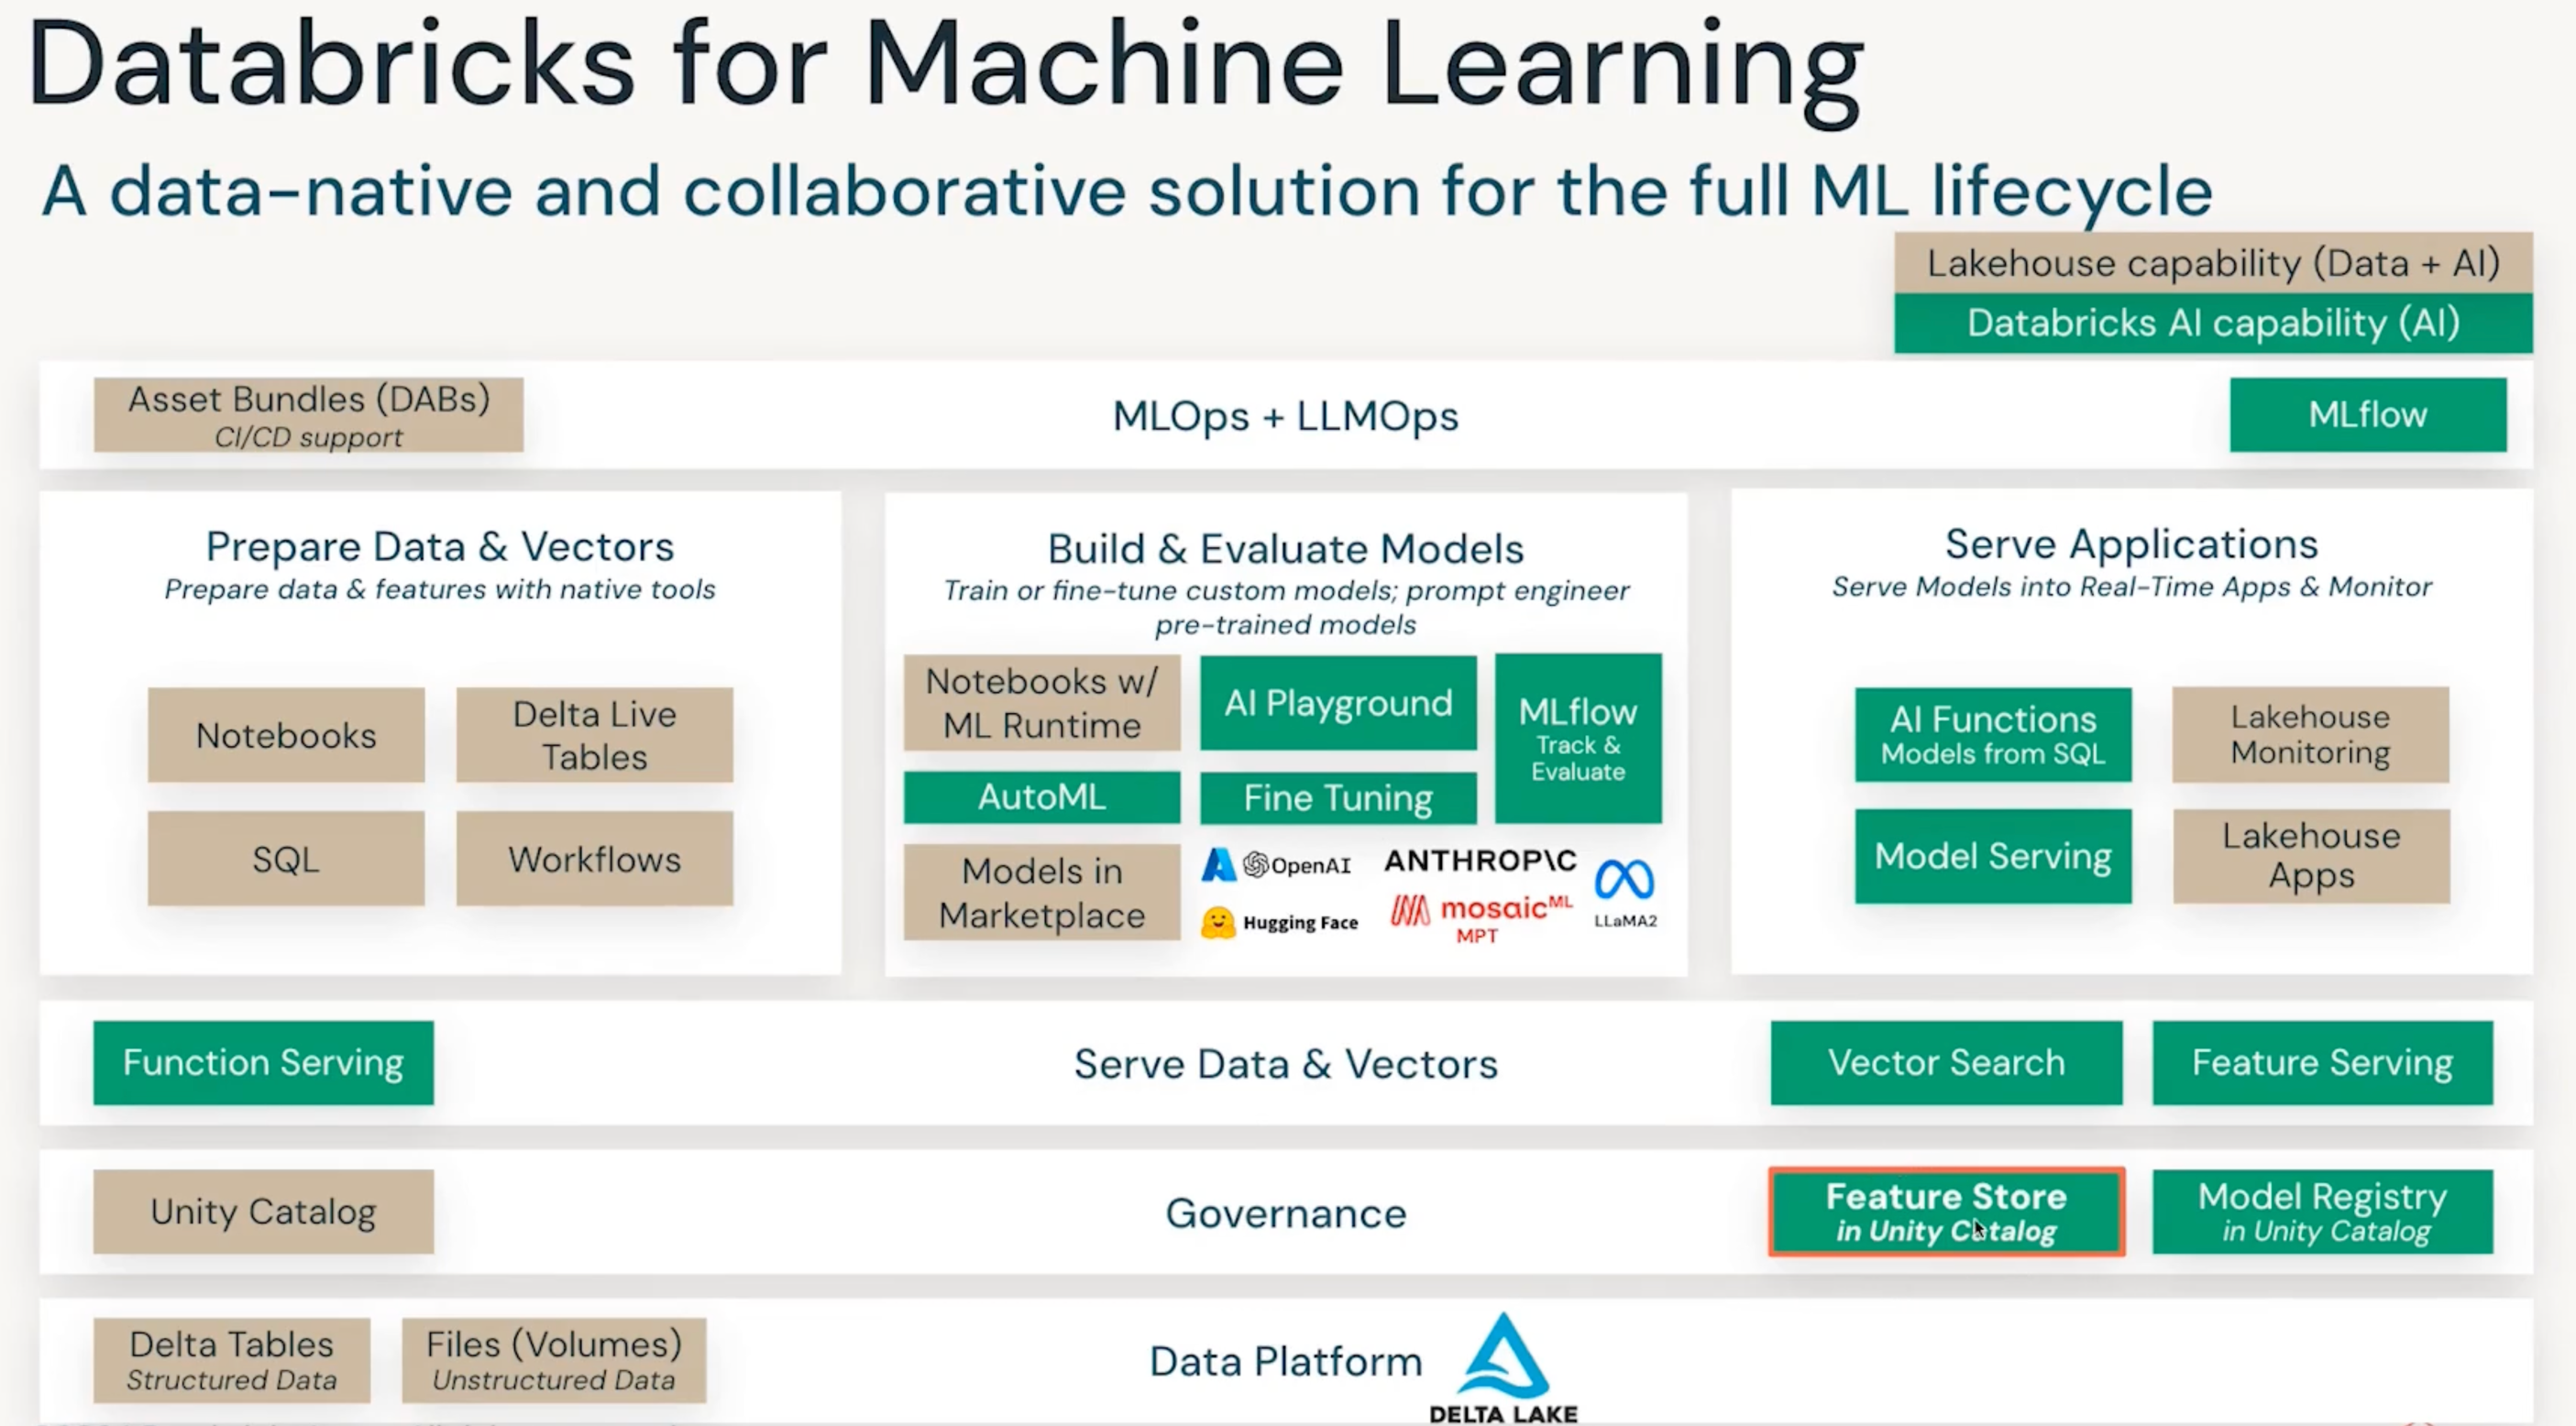 Databricks for Machine Learning
A data-native and collaborative solution for the full ML lifecycle
Lakehouse capability (Data + AI)
Databricks AI capability (AI)
Asset Bundles (DABs)
CI/CD support
MLOps + LLMOps
MLflow
Prepare Data & Vectors
Prepare data & features with native tools
Notebooks
Delta Live
Tables
SQL
Workflows
Build & Evaluate Models
Train or fine-tune custom models; prompt engineer
pre-trained models
Notebooks w/
ML Runtime
AI Playground
MLflow
Track &
Evaluate
AutoML
Fine Tuning
Models in
Marketplace
OpenAI
ANTHROP\C
Hugging Face
mosaicML
MPT
LLaMA2
Serve Applications
Serve Models into Real-Time Apps & Monitor
AI Functions
Models from SQL
Lakehouse
Monitoring
Model Serving
Lakehouse
Apps
Function Serving
Serve Data & Vectors
Vector Search
Feature Serving
Unity Catalog
Governance
Feature Store
in Unity Catalog
Model Registry
in Unity Catalog
Delta Tables
Structured Data
Files (Volumes)
Unstructured Data
Data Platform
DELTA LAKE